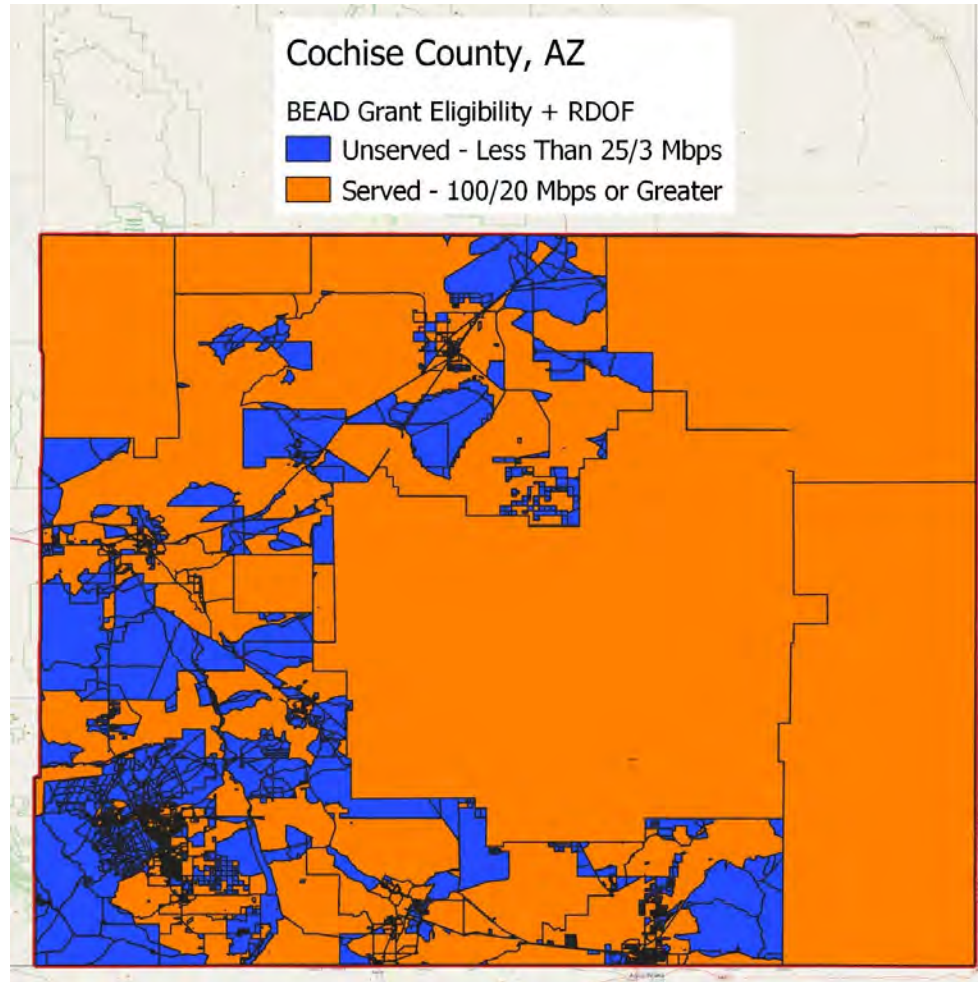 Cochise County, AZ
BEAD Grant Eligibility + RDOF
Unserved - Less Than 25/3 Mbps
Served - 100/20 Mbps or Greater